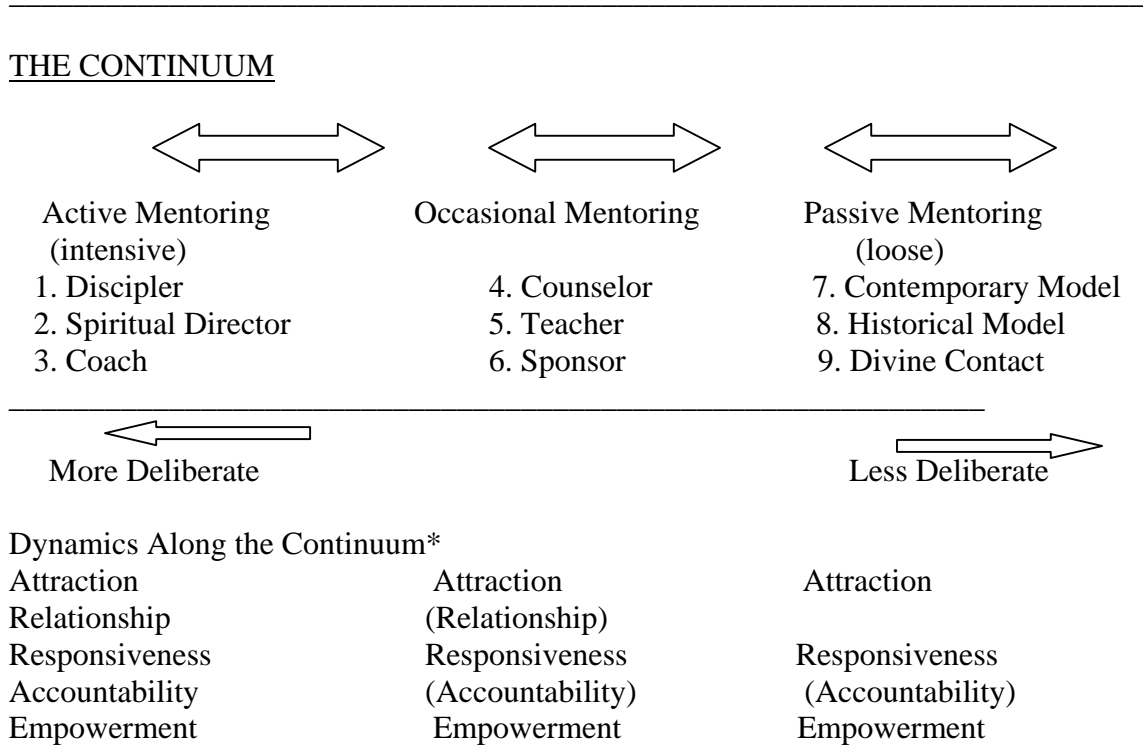 THE CONTINUUM
Active Mentoring Occasional Mentoring Passive Mentoring
(intensive) (loose)
1. Discipler 4. Counselor 7. Contemporary Model
2. Spiritual Director 5. Teacher 8. Historical Model
3. Coach 6. Sponsor 9. Divine Contact
More Deliberate Less Deliberate
Dynamics Along the Continuum*
Attraction Attraction Attraction
Relationship (Relationship)
Responsiveness Responsiveness Responsiveness
Accountability (Accountability) (Accountability)
Empowerment Empowerment Empowerment